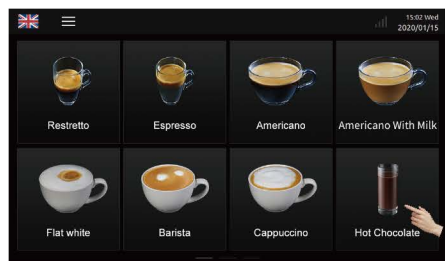 15:02 Wed
2020/01/15
Restretto
Espresso
Americano
Americano With Milk
Flat white
Barista
Cappuccino
Hot Chocolate